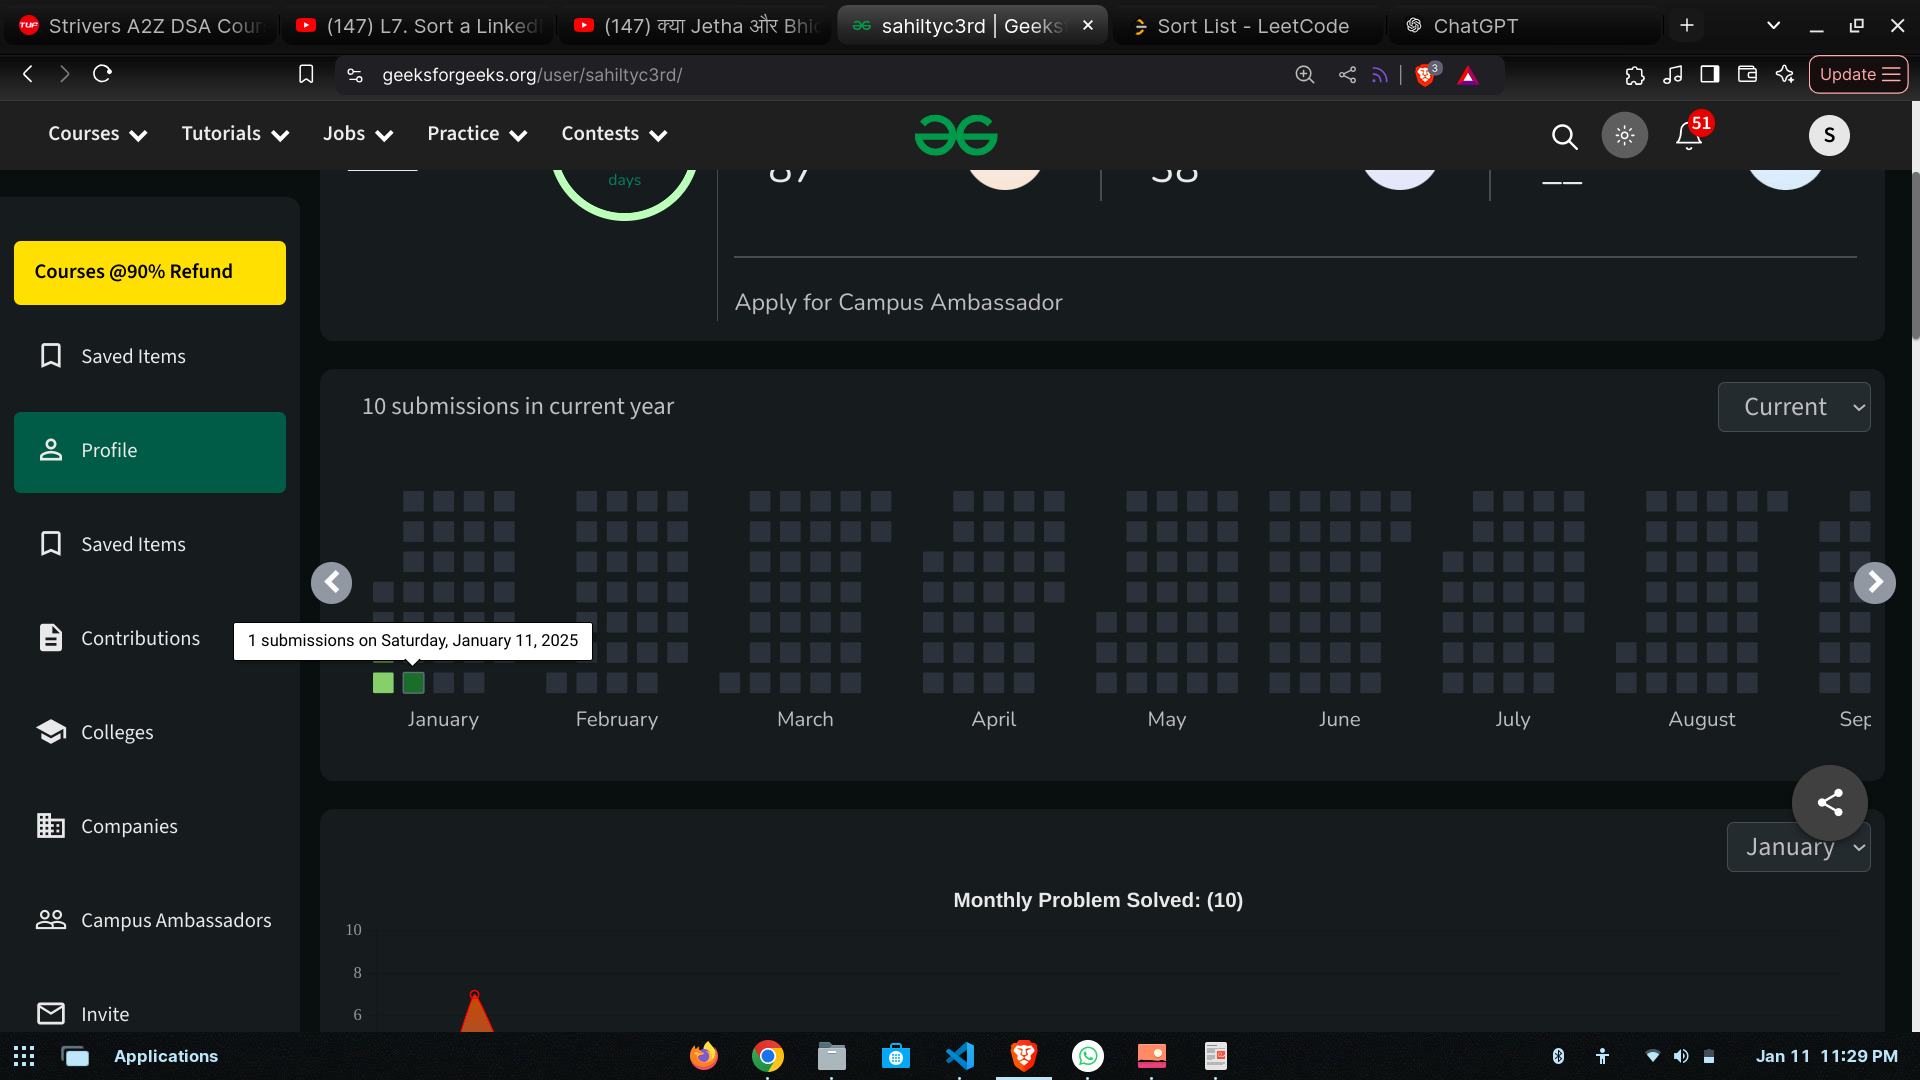 Strivers A2Z DSA Cour
(147) L7. Sort a Linked
(147) क्या Jetha और Bhi
sahiltyc3rd | Geeks
Sort List - LeetCode
ChatGPT
geeksforgeeks.org/user/sahiltyc3rd/
3
Update
Courses
Tutorials
Jobs
Practice
Contests
51
S
days
87
58
__
Courses @90% Refund
Apply for Campus Ambassador
Saved Items
10 submissions in current year
Current
Profile
Saved Items
Contributions
1 submissions on Saturday, January 11, 2025
January
February
March
April
May
June
July
August
Sep
Colleges
Companies
January
Monthly Problem Solved: (10)
10
8
6
Campus Ambassadors
Invite
Applications
Jan 11 11:29 PM